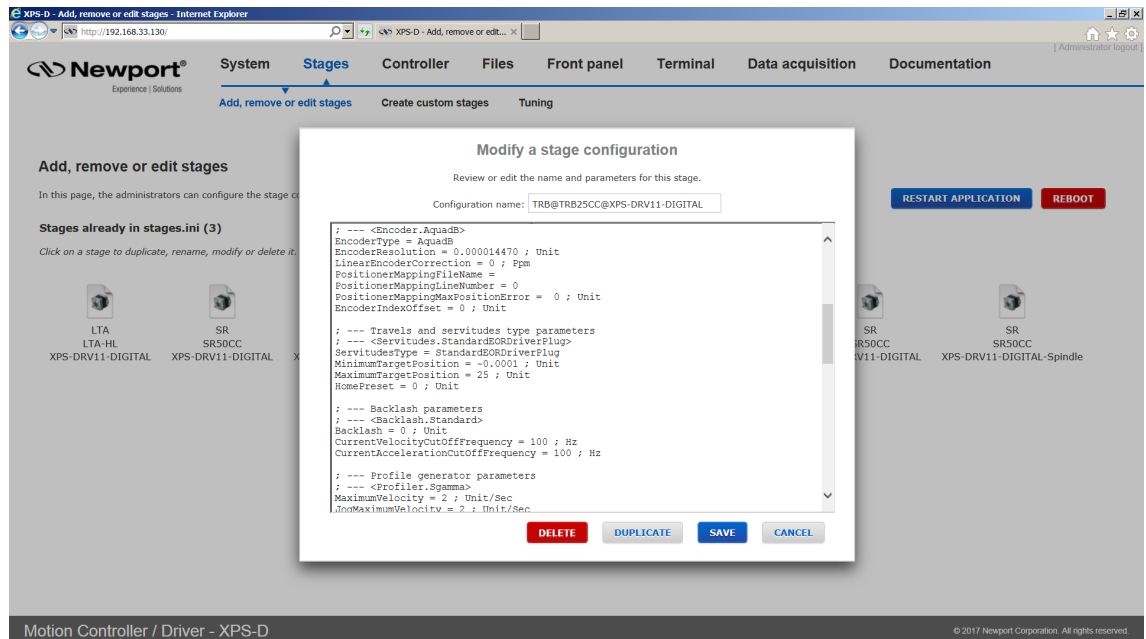 XPS-D - Add, remove or edit stages - Internet Explorer
http://192.168.33.130/
XPS-D - Add, remove or edit...
[ Administrator logout ]
Newport®
Experience | Solutions
System Stages Controller Files Front panel Terminal Data acquisition Documentation
Add, remove or edit stages Create custom stages Tuning
Add, remove or edit stages
In this page, the administrators can configure the stage
RESTART APPLICATION REBOOT
Stages already in stages.ini (3)
Click on a stage to duplicate, rename, modify or delete it.
LTA
LTA-HL
XPS-DRV11-DIGITAL
SR
SR50CC
XPS-DRV11-DIGITAL
SR
SR50CC
XPS-DRV11-DIGITAL-Spindle
Modify a stage configuration
Review or edit the name and parameters for this stage.
Configuration name: TRB@TRB25CC@XPS-DRV11-DIGITAL
; --- <Encoder.AquadB>
EncoderType = AquadB
EncoderResolution = 0.000014470 ; Unit
LinearEncoderCorrection = 0 ; Ppm
PositionerMappingFileName =
PositionerMappingLineNumber = 0
PositionerMappingMaxPositionError =  0 ; Unit
EncoderIndexOffset = 0 ; Unit
; --- Travels and servitudes type parameters
; --- <Servitudes.StandardEORDriverPlug>
ServitudesType = StandardEORDriverPlug
MinimumTargetPosition = -0.0001 ; Unit
MaximumTargetPosition = 25 ; Unit
HomePreset = 0 ; Unit
; --- Backlash parameters
; --- <Backlash.Standard>
Backlash = 0 ; Unit
CurrentVelocityCutOffFrequency = 100 ; Hz
CurrentAccelerationCutOffFrequency = 100 ; Hz
; --- Profile generator parameters
; --- <Profiler.Sgamma>
MaximumVelocity = 2 ; Unit/Sec
JogMaximumVelocity = 2 ; Unit/Sec
DELETE DUPLICATE SAVE CANCEL
Motion Controller / Driver - XPS-D
© 2017 Newport Corporation. All rights reserved.